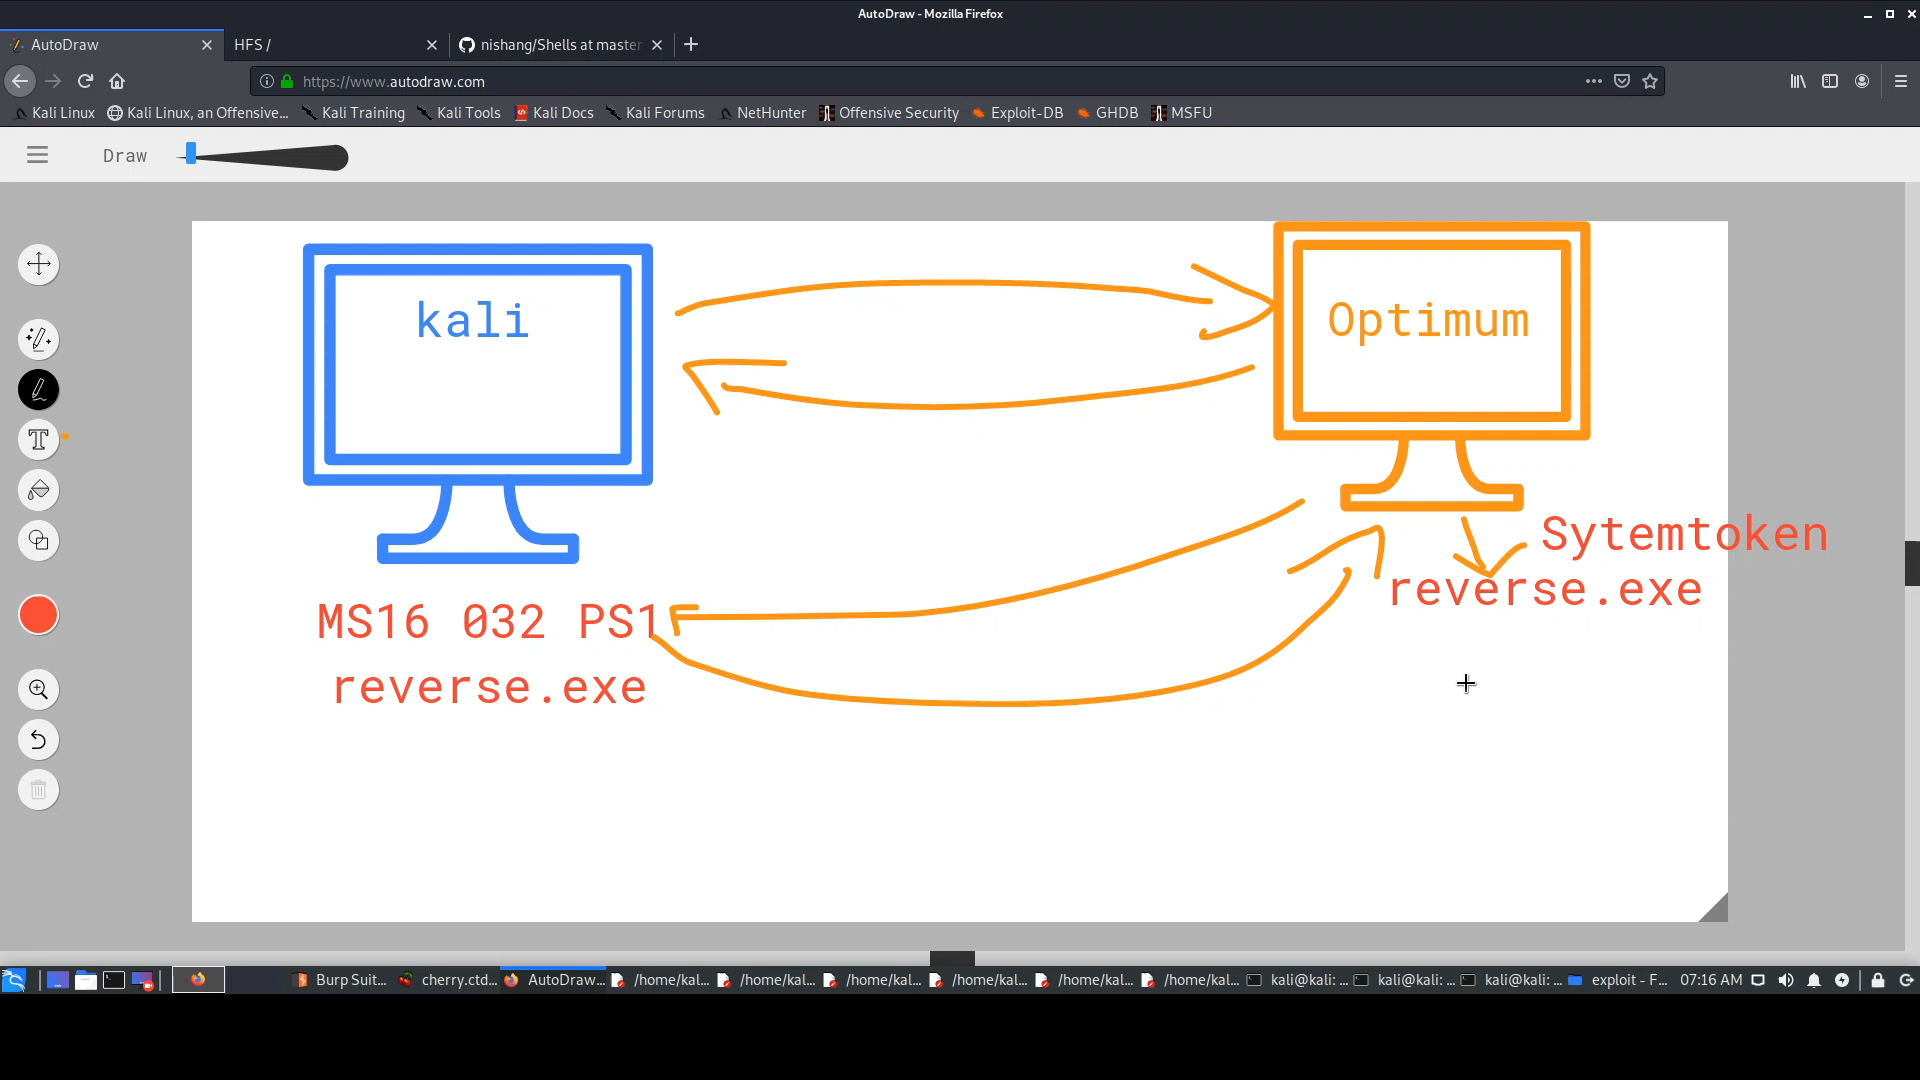 AutoDraw - Mozilla Firefox
AutoDraw
HFS /
nishang/Shells at master
https://www.autodraw.com
Kali Linux
Kali Linux, an Offensive...
Kali Training
Kali Tools
Kali Docs
Kali Forums
NetHunter
Offensive Security
Exploit-DB
GHDB
MSFU
Draw
kali
Optimum
Sytemtoken
reverse.exe
MS16 032 PS1
reverse.exe
T
Burp Suit...
cherry.ctd...
AutoDraw...
/home/kal...
/home/kal...
/home/kal...
/home/kal...
/home/kal...
/home/kal...
kali@kali: ...
kali@kali: ...
kali@kali: ...
exploit - F...
07:16 AM